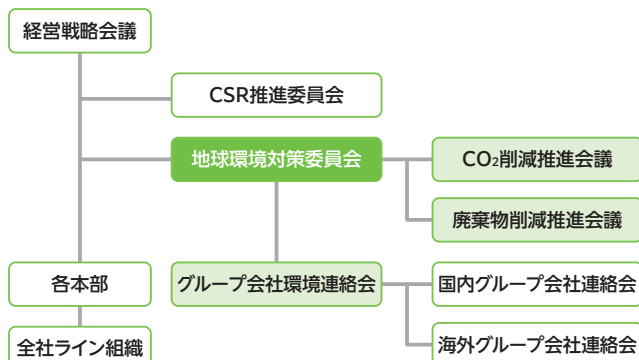 経営戦略会議
CSR推進委員会
地球環境対策委員会
CO₂削減推進会議
廃棄物削減推進会議
各本部
グループ会社環境連絡会
国内グループ会社連絡会
全社ライン組織
海外グループ会社連絡会